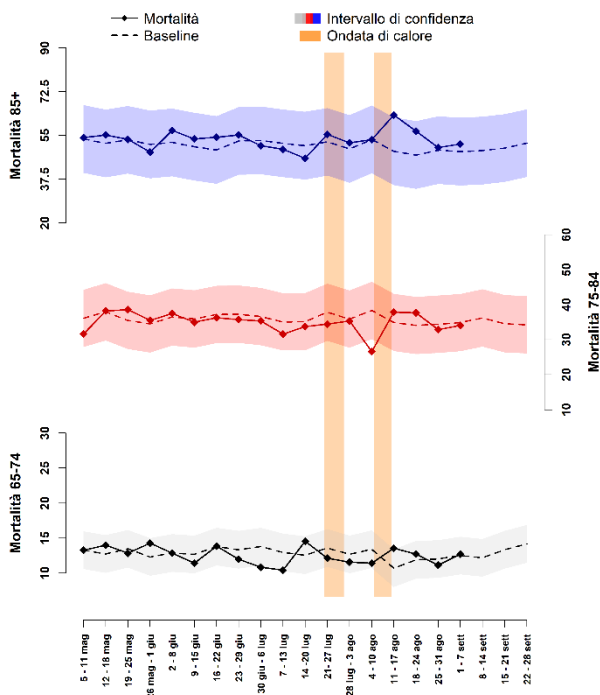 Mortalità
Baseline
Intervallo di confidenza
Ondata di calore
Mortalità 85+
90
72.5
55
37.5
20
Mortalità 75-84
60
50
40
30
20
10
Mortalità 65-74
30
25
20
15
10
5 - 11 mag
12 - 18 mag
19 - 25 mag
26 mag - 1 giu
2 - 8 giu
9 - 15 giu
16 - 22 giu
23 - 29 giu
30 giu - 6 lug
7 - 13 lug
14 - 20 lug
21 - 27 lug
28 lug - 3 ago
4 - 10 ago
11 - 17 ago
18 - 24 ago
25 - 31 ago
1 - 7 sett
8 - 14 sett
15 - 21 sett
22 - 28 sett